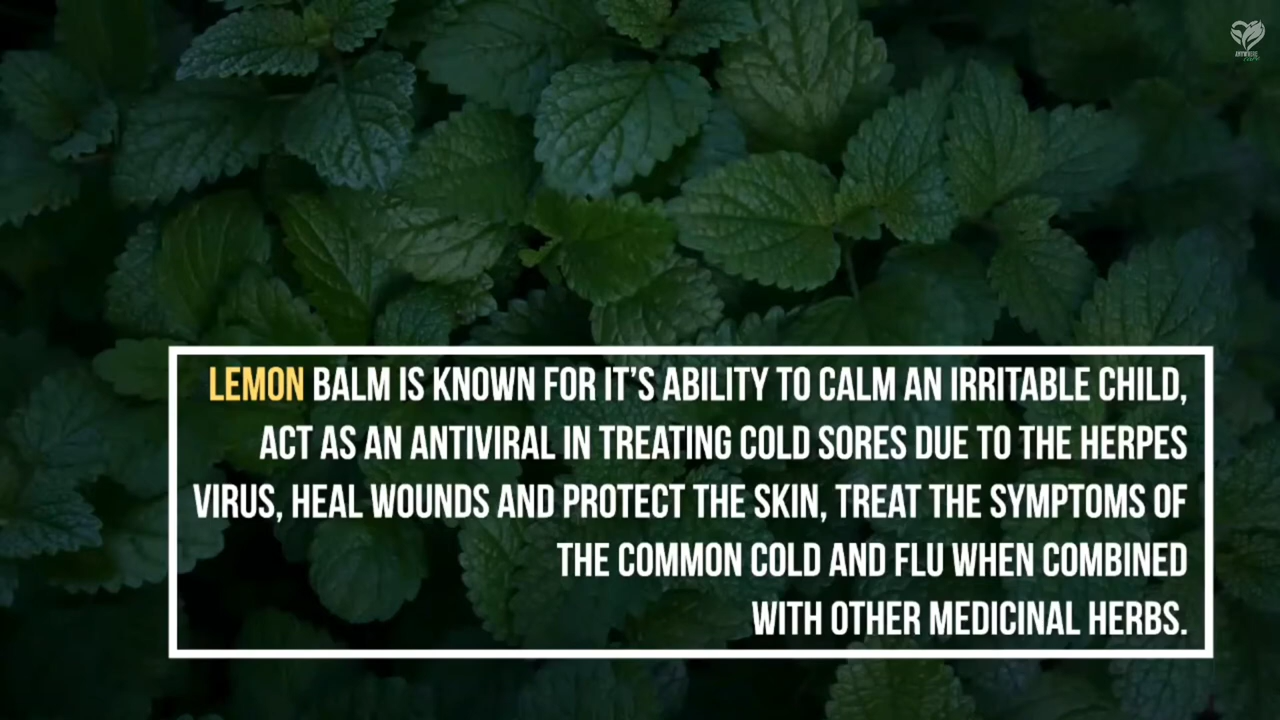 LEMON BALM IS KNOWN FOR IT'S ABILITY TO CALM AN IRRITABLE CHILD,
ACT AS AN ANTIVIRAL IN TREATING COLD SORES DUE TO THE HERPES
VIRUS, HEAL WOUNDS AND PROTECT THE SKIN, TREAT THE SYMPTOMS OF
THE COMMON COLD AND FLU WHEN COMBINED
WITH OTHER MEDICINAL HERBS.